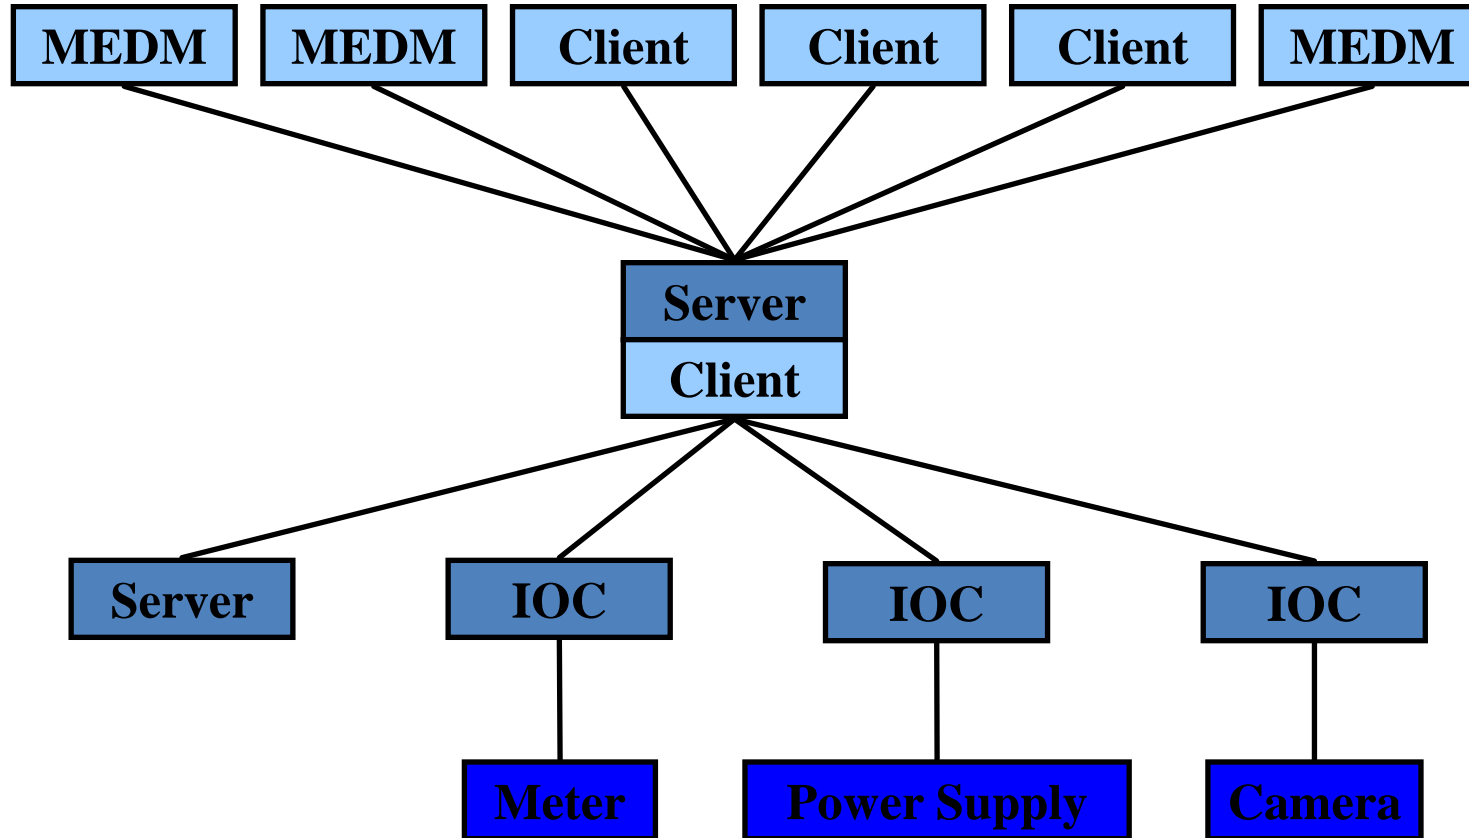 MEDM MEDM Client Client Client MEDM
Server
Client
Server IOC IOC IOC
Meter Power Supply Camera